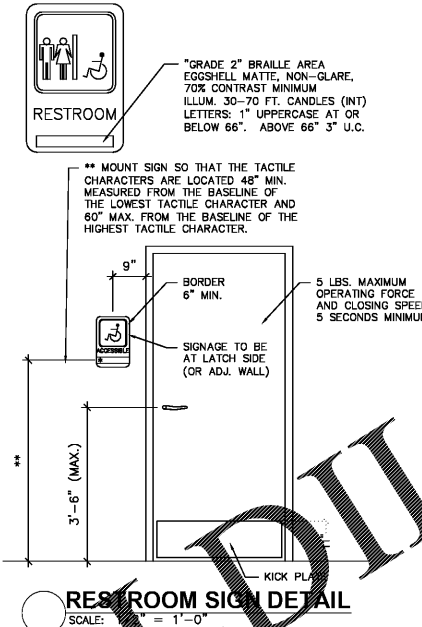 RESTROOM
"GRADE 2" BRAILLE AREA
EGGSHELL MATTE, NON-GLARE,
70% CONTRAST MINIMUM
ILLUM. 30-70 FT. CANDLES (INT)
LETTERS: 1" UPPERCASE AT OR
BELOW 66". ABOVE 66" 3" U.C.
** MOUNT SIGN SO THAT THE TACTILE
CHARACTERS ARE LOCATED 48" MIN.
MEASURED FROM THE BASELINE OF
THE LOWEST TACTILE CHARACTER AND
60" MAX. FROM THE BASELINE OF THE
HIGHEST TACTILE CHARACTER.
9"
BORDER
6" MIN.
5 LBS. MAXIMUM
OPERATING FORCE
AND CLOSING SPEE
5 SECONDS MINIMUM
ACCESSIBLE
*
SIGNAGE TO BE
AT LATCH SIDE
(OR ADJ. WALL)
**
3'-6" (MAX.)
KICK PLATE
RESTROOM SIGN DETAIL
SCALE: = 1'-0"
DI